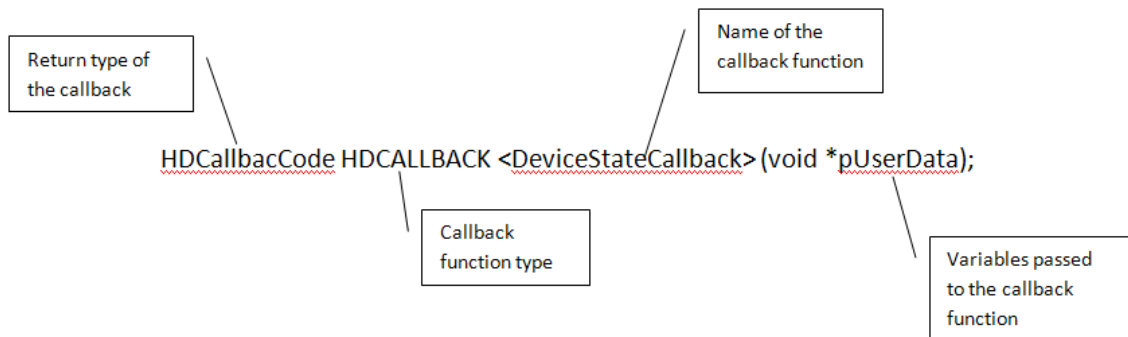 Return type of
the callback
Name of the
callback function
HDCallbacCode HDCALLBACK <DeviceStateCallback> (void *pUserData);
Callback
function type
Variables passed
to the callback
function